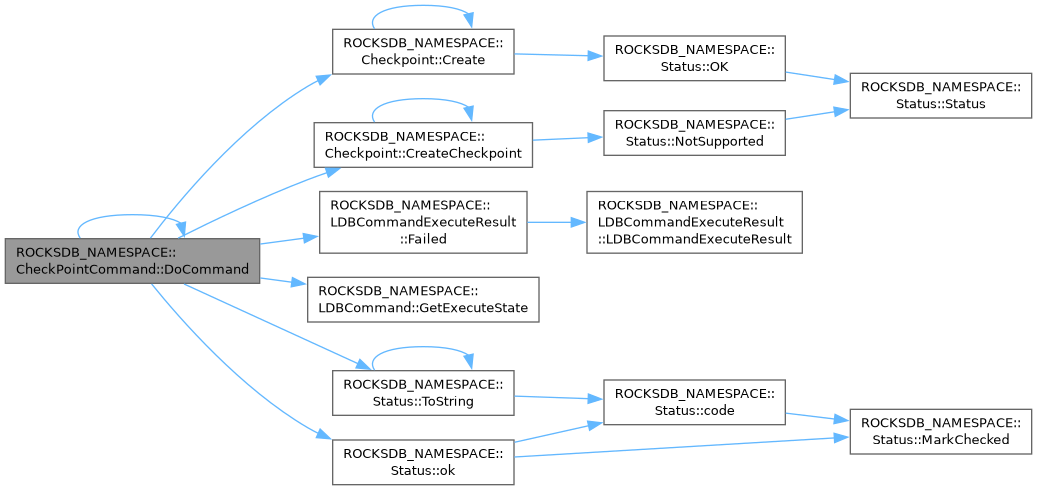 ROCKSDB_NAMESPACE::
CheckPointCommand::DoCommand
ROCKSDB_NAMESPACE::
Checkpoint::Create
ROCKSDB_NAMESPACE::
Status::OK
ROCKSDB_NAMESPACE::
Status::Status
ROCKSDB_NAMESPACE::
Checkpoint::CreateCheckpoint
ROCKSDB_NAMESPACE::
Status::NotSupported
ROCKSDB_NAMESPACE::
LDBCommandExecuteResult
::Failed
ROCKSDB_NAMESPACE::
LDBCommandExecuteResult
::LDBCommandExecuteResult
ROCKSDB_NAMESPACE::
LDBCommand::GetExecuteState
ROCKSDB_NAMESPACE::
Status::ToString
ROCKSDB_NAMESPACE::
Status::code
ROCKSDB_NAMESPACE::
Status::MarkChecked
ROCKSDB_NAMESPACE::
Status::ok